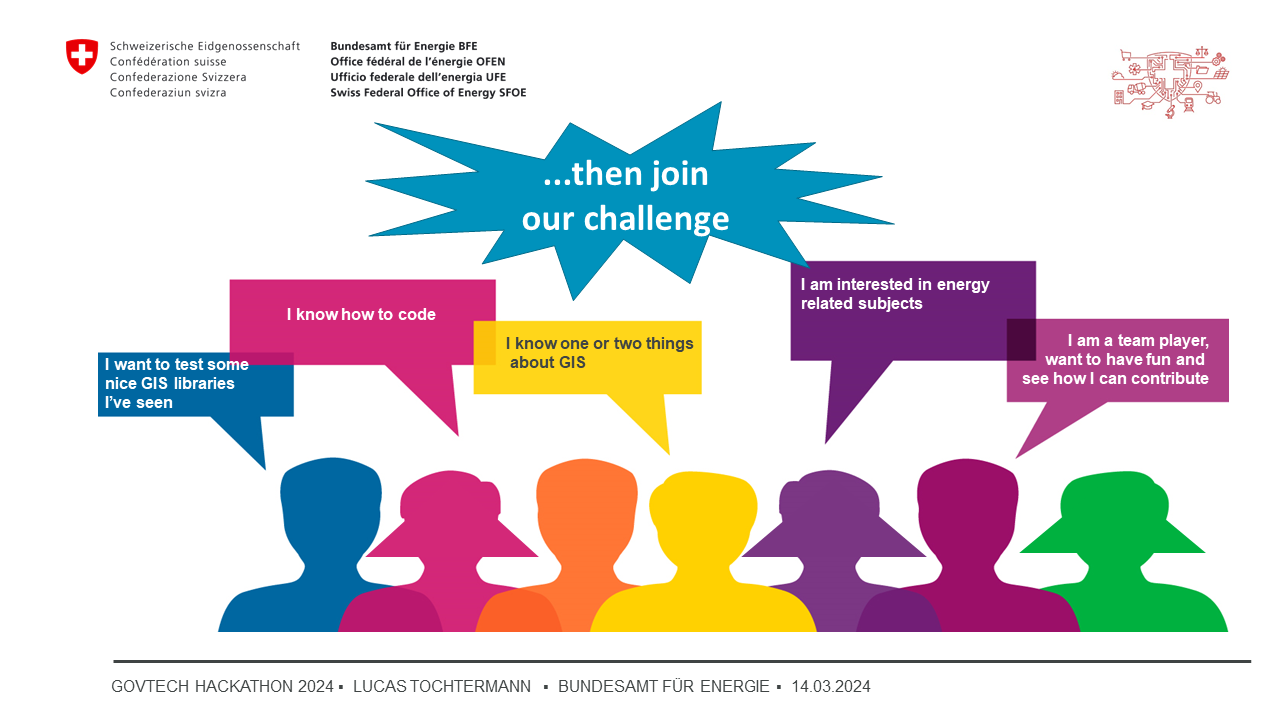 Schweizerische Eidgenossenschaft
Confédération suisse
Confederazione Svizzera
Confederaziun svizra
Bundesamt für Energie BFE
Office fédéral de l'énergie OFEN
Ufficio federale dell'energia UFE
Swiss Federal Office of Energy SFOE
...then join
our challenge
I want to test some
nice GIS libraries
I've seen
I know how to code
I know one or two things
about GIS
I am interested in energy
related subjects
I am a team player,
want to have fun and
see how I can contribute
GOVTECH HACKATHON 2024 ▪ LUCAS TOCHTERMANN ▪ BUNDESAMT FÜR ENERGIE ▪ 14.03.2024